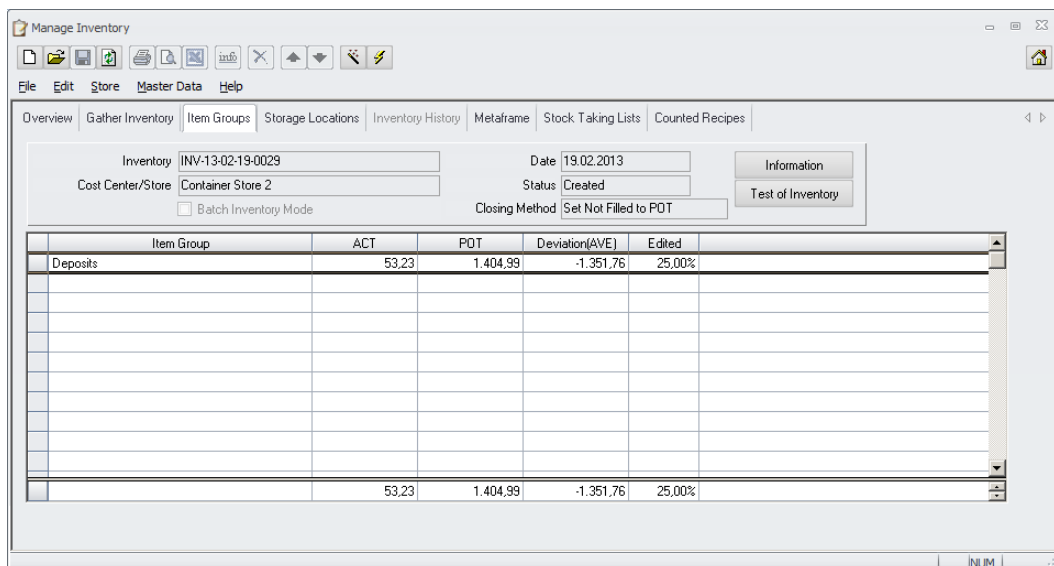 Manage Inventory
info
File Edit Store Master Data Help
Overview Gather Inventory Item Groups Storage Locations Inventory History Metaframe Stock Taking Lists Counted Recipes
Inventory INV-13-02-19-0029 Date 19.02.2013 Information
Cost Center/Store Container Store 2 Status Created Test of Inventory
Batch Inventory Mode Closing Method Set Not Filled to POT
Item Group ACT POT Deviation(AVE) Edited
Deposits 53,23 1.404,99 -1.351,76 25,00%
53,23 1.404,99 -1.351,76 25,00%
NUM